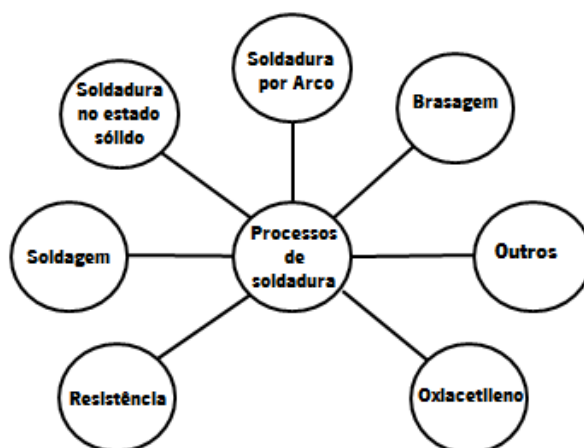 Soldadura
por Arco
Soldadura
no estado
sólido
Brasagem
Processos
de
soldadura
Soldagem
Outros
Resistência
Oxiacetileno